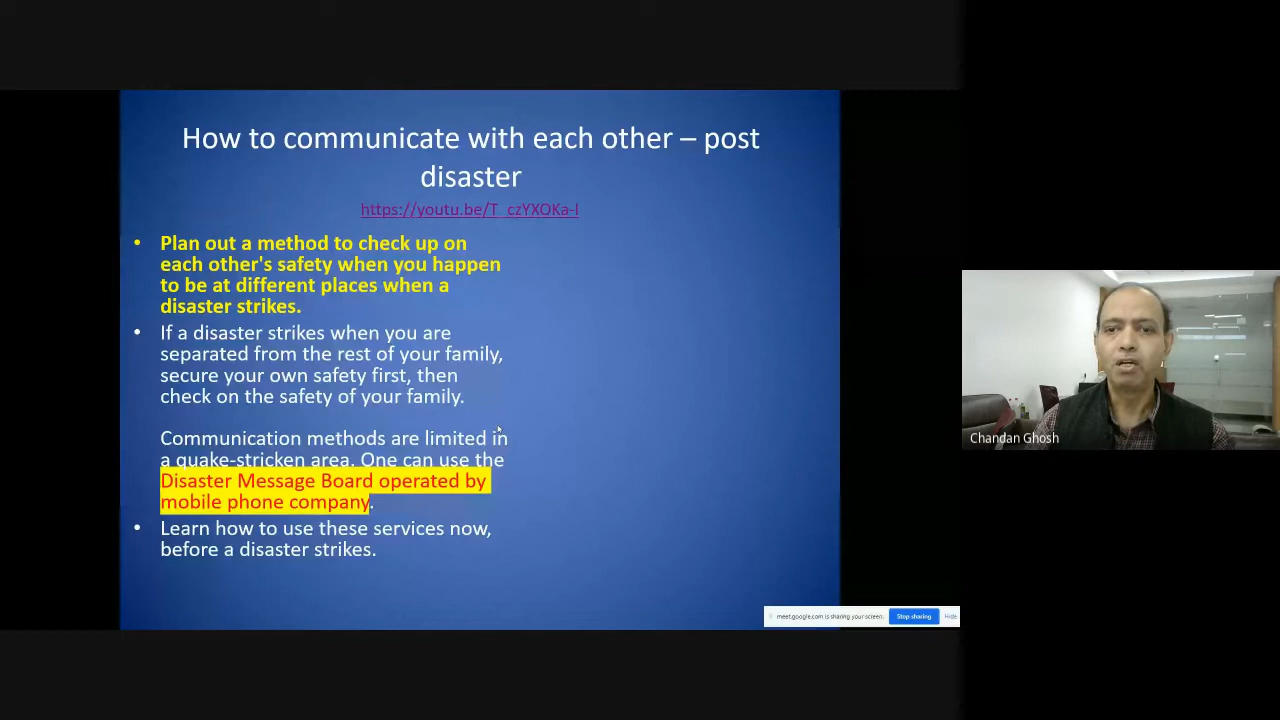 How to communicate with each other – post
disaster
https://youtu.be/T_czYXOKa-I
• Plan out a method to check up on
each other's safety when you happen
to be at different places when a
disaster strikes.
• If a disaster strikes when you are
separated from the rest of your family,
secure your own safety first, then
check on the safety of your family.
Communication methods are limited in
a quake-stricken area. One can use the
Disaster Message Board operated by
mobile phone company.
• Learn how to use these services now,
before a disaster strikes.
Chandan Ghosh
meet.google.com is sharing your screen. Stop sharing Hide